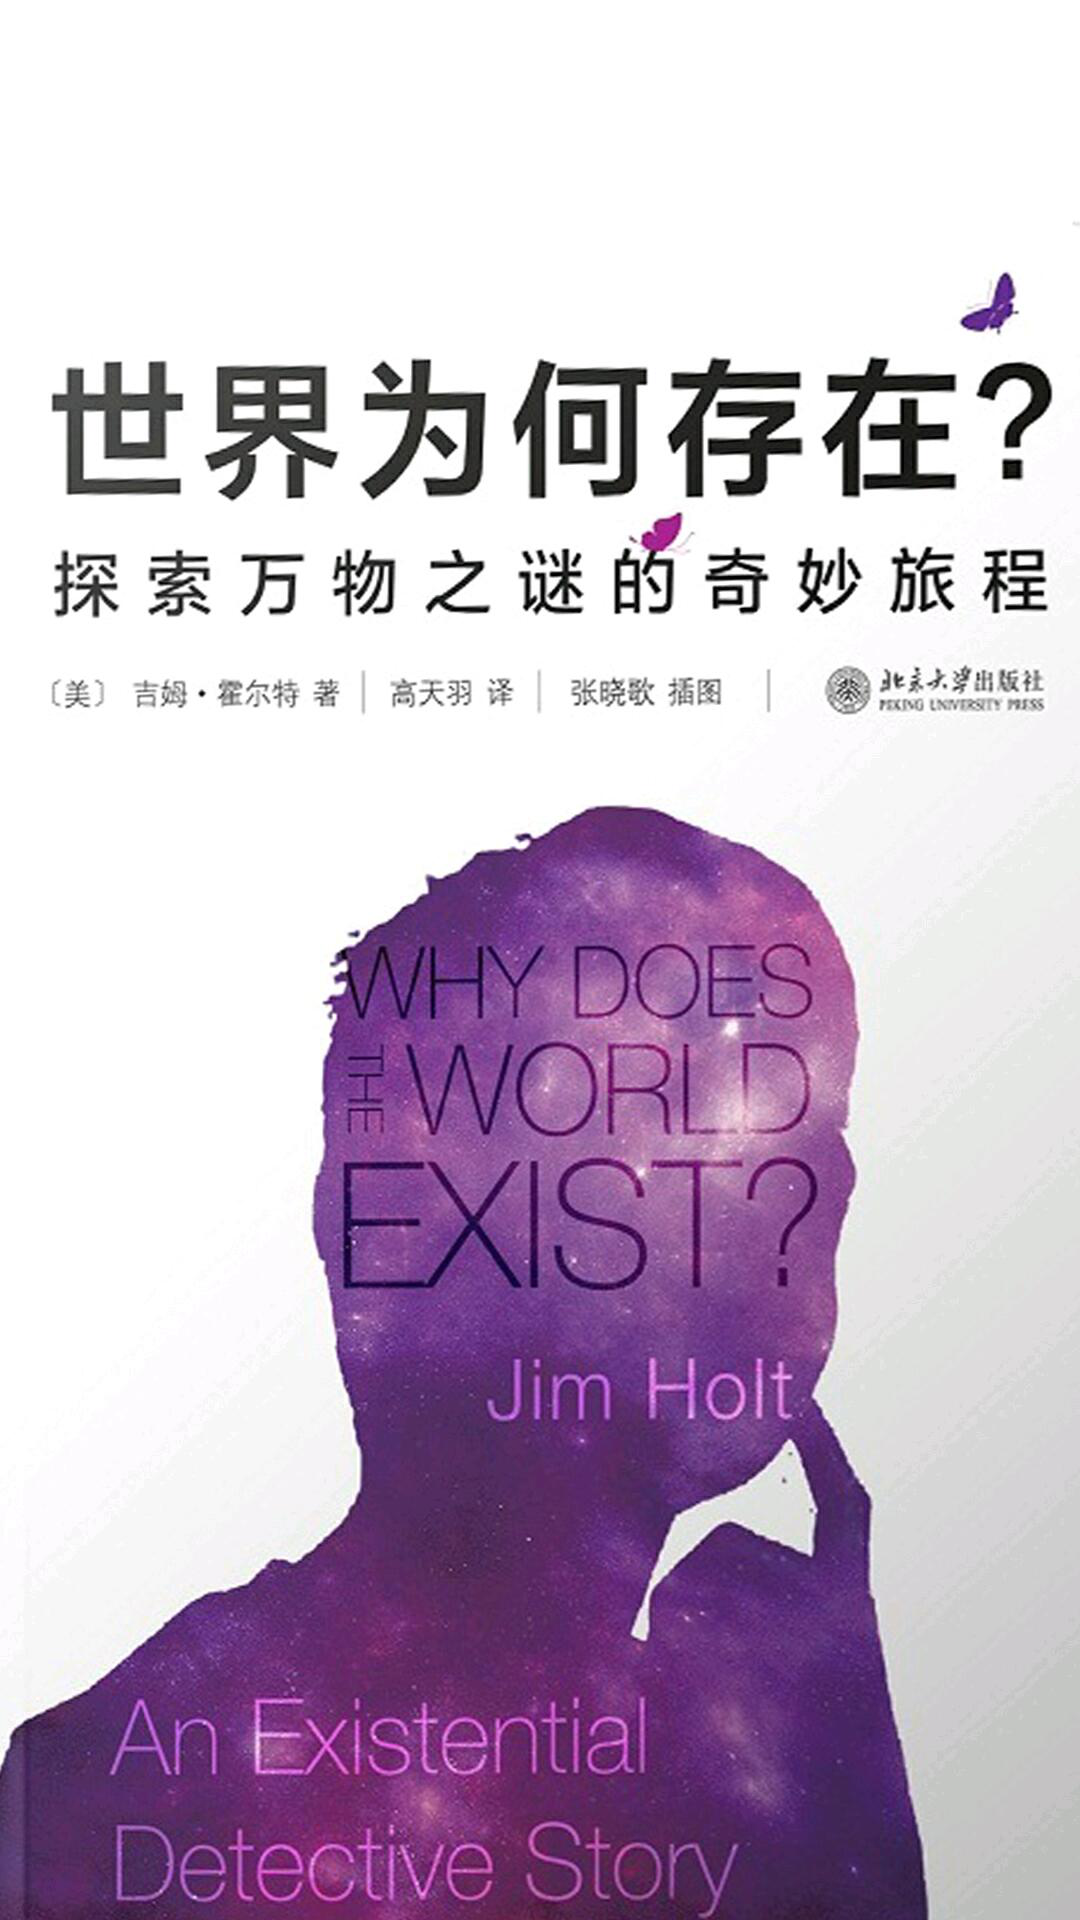 世界为何存在?
探索万物之谜的奇妙旅程
〔美〕 吉姆·霍尔特 著 高天羽 译 张晓歌 插图 北京大学出版社
PEKING UNIVERSITY PRESS
WHY DOES
THE WORLD
EXIST?
Jim Holt
An Existential
Detective Story